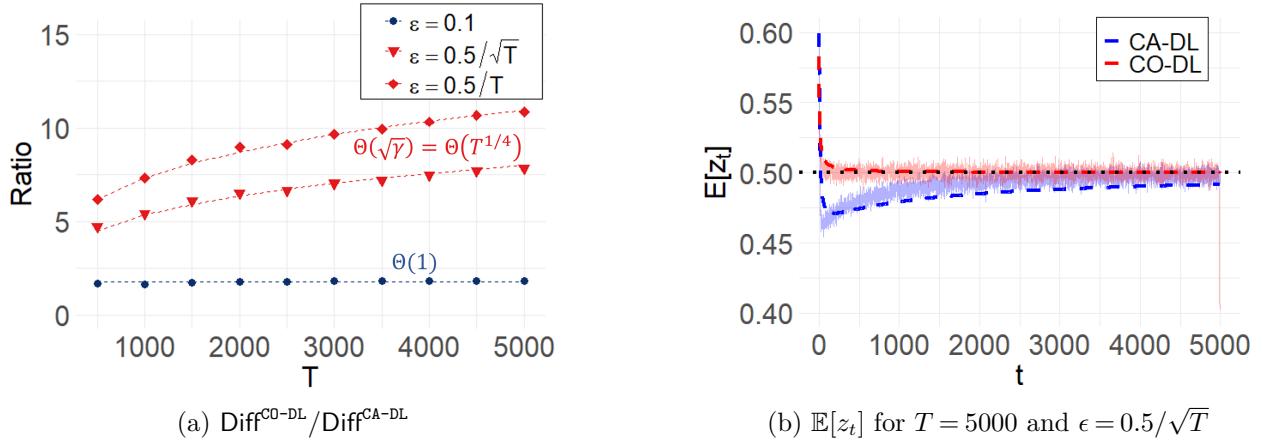 15
10
5
0
Ratio
ε = 0.1
ε = 0.5/√T
ε = 0.5/T
Θ(√γ) = Θ(T^{1/4})
Θ(1)
1000 2000 3000 4000 5000
T
(a) Diff^{CO-DL}/Diff^{CA-DL}
0.60
0.55
0.50
0.45
0.40
E[z_t]
CA-DL
CO-DL
0 1000 2000 3000 4000 5000
t
(b) 𝔼[z_t] for T = 5000 and ϵ = 0.5/√T